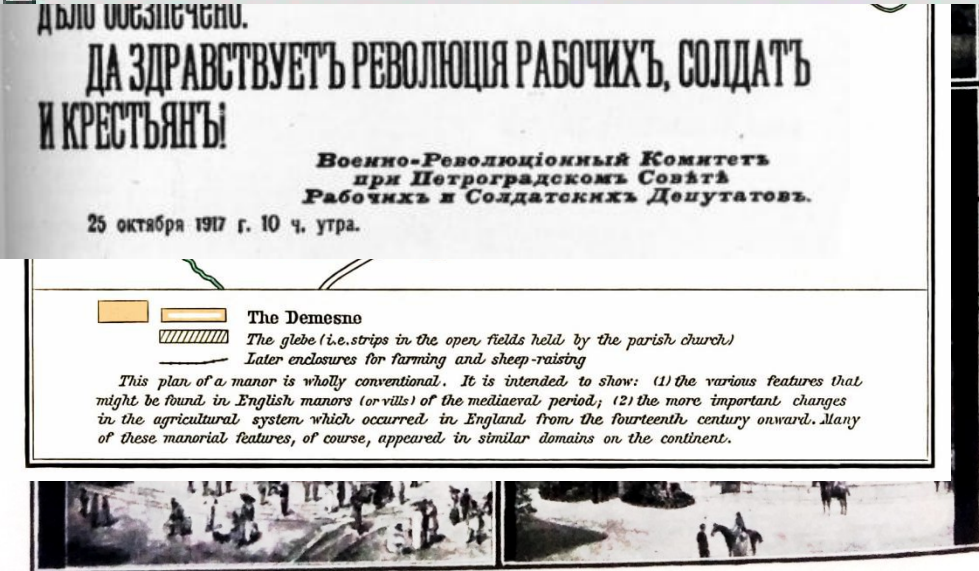 дѣло обезпечено.
ДА ЗДРАВСТВУЕТЪ РЕВОЛЮЦІЯ РАБОЧИХЪ, СОЛДАТЪ
И КРЕСТЬЯНЪ!
Военно-Революціонный Комитетъ
при Петроградскомъ Совѣтѣ
Рабочихъ и Солдатскихъ Депутатовъ.
25 октября 1917 г. 10 ч. утра.
The Demesne
The glebe (i.e. strips in the open fields held by the parish church)
Later enclosures for farming and sheep-raising
This plan of a manor is wholly conventional. It is intended to show: (1) the various features that
might be found in English manors (or vills) of the mediaeval period; (2) the more important changes
in the agricultural system which occurred in England from the fourteenth century onward. Many
of these manorial features, of course, appeared in similar domains on the continent.